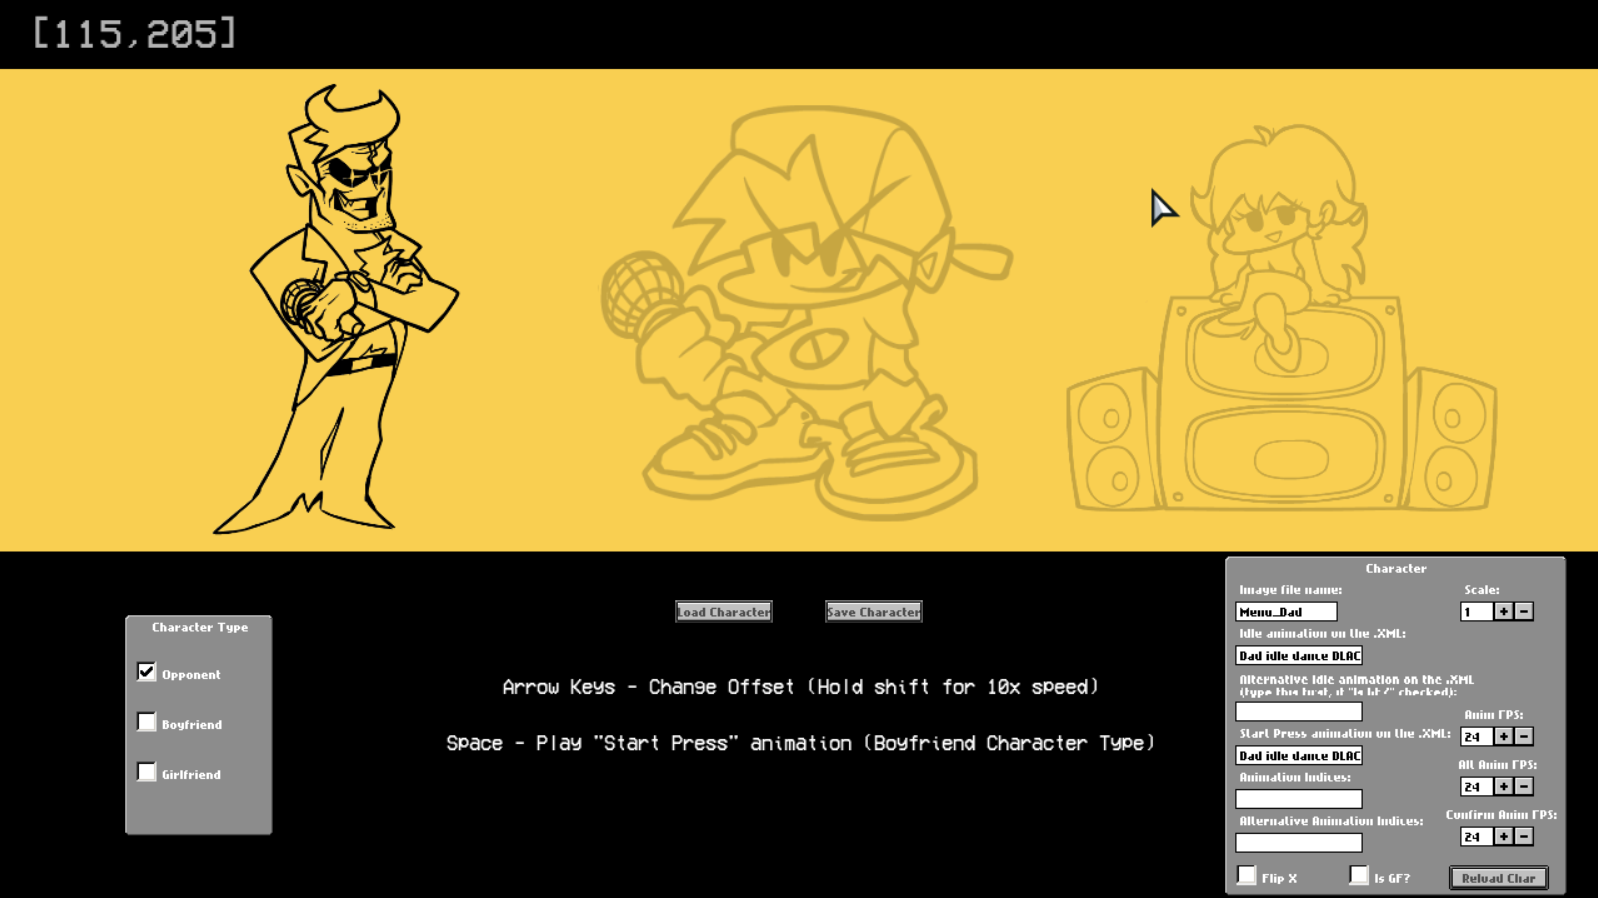 [115,205]
Character
Image file name:
Scale:
Menu_Dad
1
+
-
Idle animation on the .XML:
Dad idle dance DLAC
Alternative Idle animation on the .XML
(type this first, if "Is GF?" checked):
Anim FPS:
24
+
-
Start Press animation on the .XML:
Dad idle dance DLAC
Alt Anim FPS:
24
+
-
Animation Indices:
Confirm Anim FPS:
24
+
-
Alternative Animation Indices:
Flip X
Is GF?
Reload Char
Load Character
Save Character
Character Type
Opponent
Boyfriend
Girlfriend
Arrow Keys - Change Offset (Hold shift for 10x speed)
Space - Play "Start Press" animation (Boyfriend Character Type)